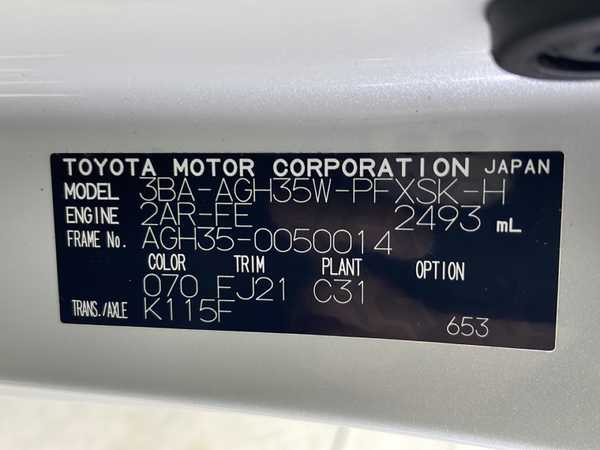 TOYOTA MOTOR CORPORATION JAPAN
MODEL 3BA-AGH35W-PFXSK-H
ENGINE 2AR-FE 2493 mL
FRAME No. AGH35-0050014
COLOR TRIM PLANT OPTION
070 FJ21 C31
TRANS./AXLE K115F
653